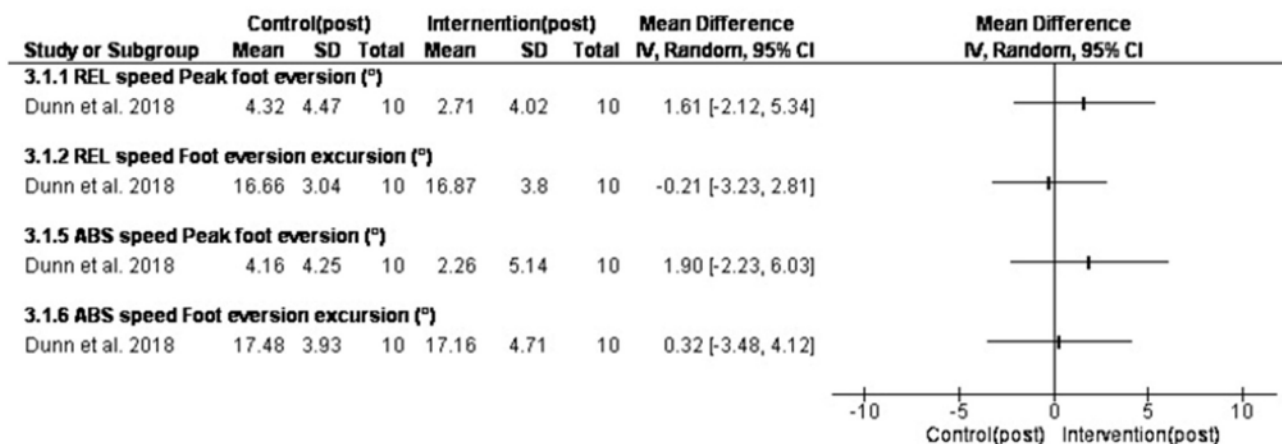 Control(post) Internention(post) Mean Difference Mean Difference
Study or Subgroup Mean SD Total Mean SD Total IV, Random, 95% CI IV, Random, 95% CI
3.1.1 REL speed Peak foot eversion (°)
Dunn et al. 2018 4.32 4.47 10 2.71 4.02 10 1.61 [-2.12, 5.34]
3.1.2 REL speed Foot eversion excursion (°)
Dunn et al. 2018 16.66 3.04 10 16.87 3.8 10 -0.21 [-3.23, 2.81]
3.1.5 ABS speed Peak foot eversion (°)
Dunn et al. 2018 4.16 4.25 10 2.26 5.14 10 1.90 [-2.23, 6.03]
3.1.6 ABS speed Foot eversion excursion (°)
Dunn et al. 2018 17.48 3.93 10 17.16 4.71 10 0.32 [-3.48, 4.12]
-10 -5 0 5 10
Control(post) Intervention(post)